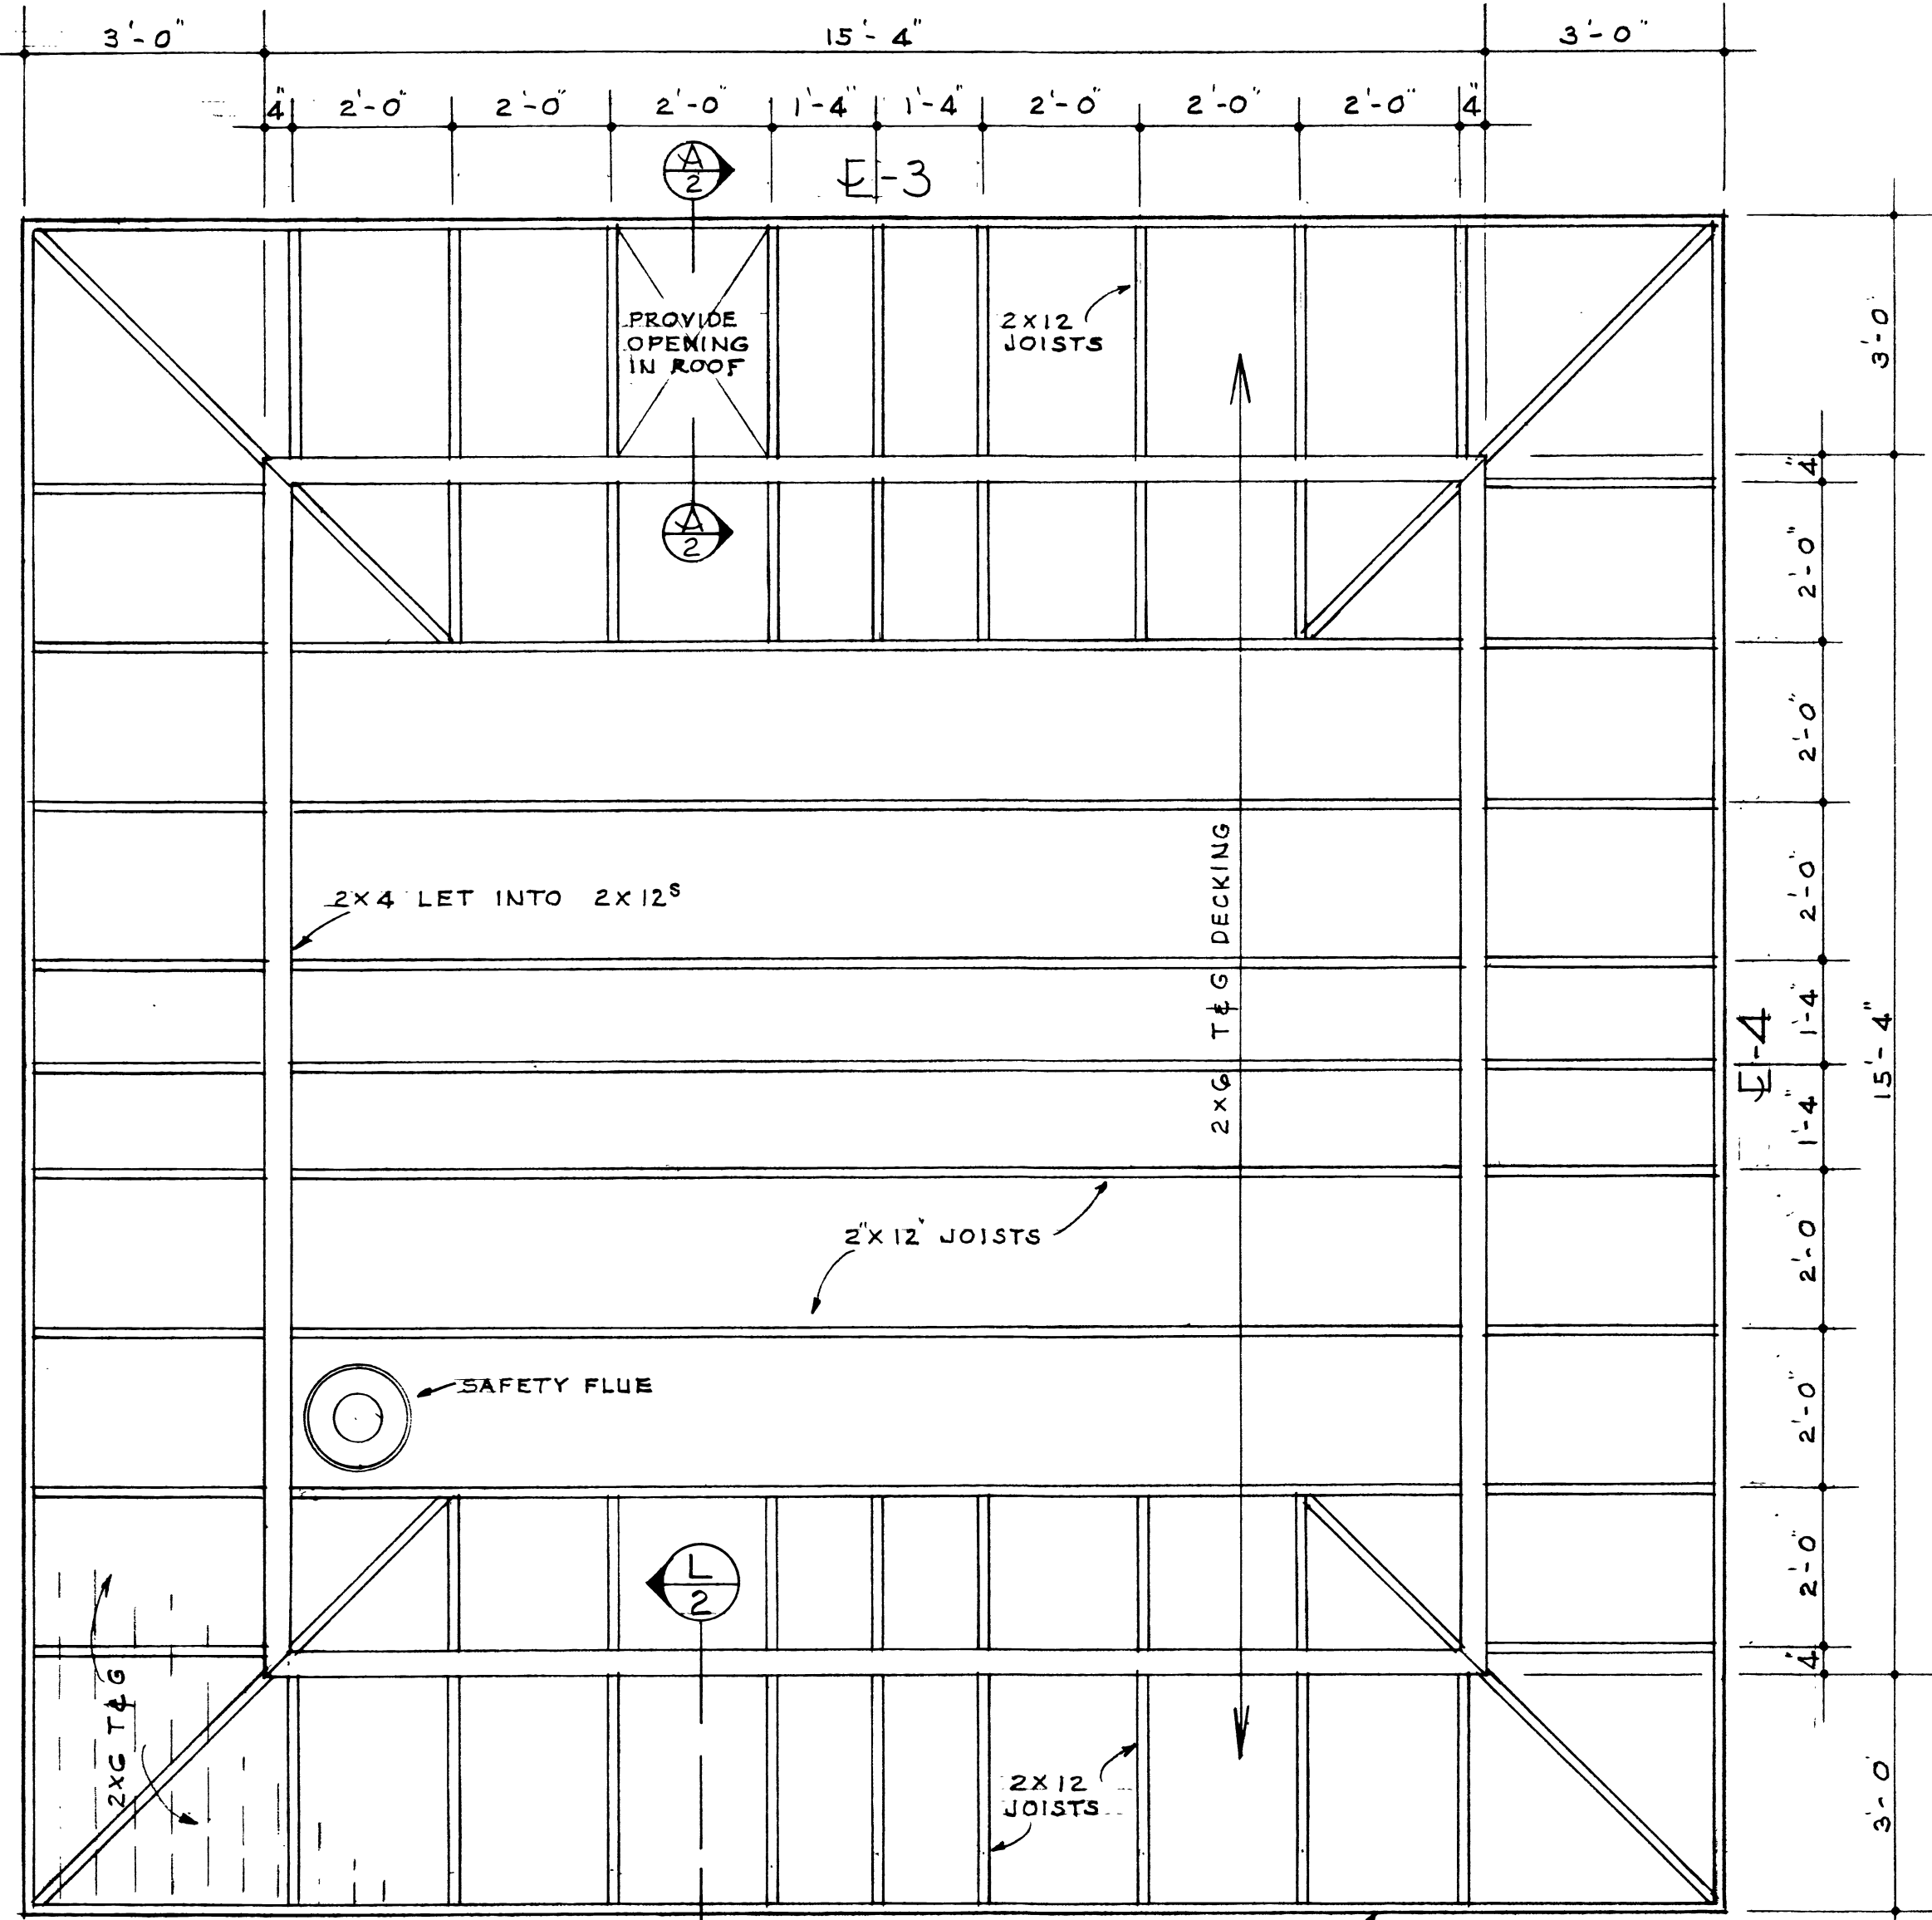 3'-0" 15'-4" 3'-0"
4" 2'-0" 2'-0" 2'-0" 1'-4" 1'-4" 2'-0" 2'-0" 2'-0" 4"
A
2
E-3
PROVIDE
OPENING
IN ROOF
2X12
JOISTS
3'-0"
4"
A
2
2'-0"
2'-0"
2X4 LET INTO 2X12S
2X6 T&G DECKING
2'-0"
1'-4"
E-4
15'-4"
1'-4"
2"X12" JOISTS
2'-0"
SAFETY FLUE
2'-0"
L
2
2'-0"
4"
2X6 T&G
2X12
JOISTS
3'-0"